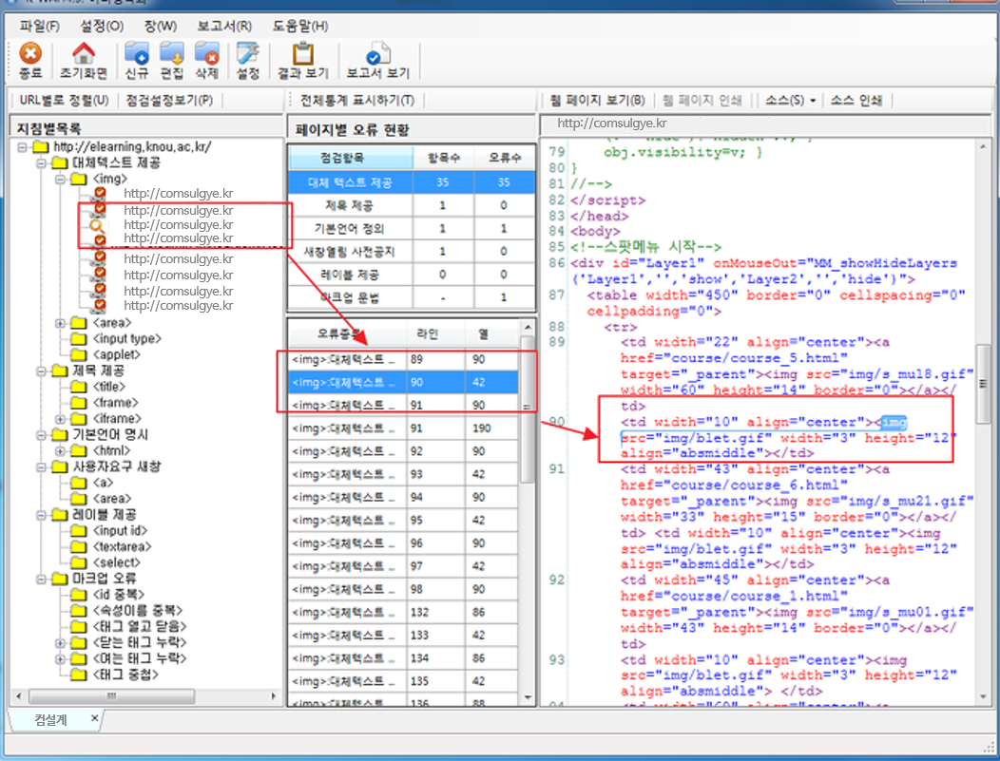 파일(F) 설정(O) 창(W) 보고서(R) 도움말(H)
종료 초기화면 신규 편집 삭제 설정 결과 보기 보고서 보기
URL별로 정렬(U) 점검설정보기(P)
지침별목록
http://elearning,knou,ac,kr/
대체텍스트 제공
<img>
http://comsulgye.kr
http://comsulgye.kr
http://comsulgye.kr
http://comsulgye.kr
http://comsulgye.kr
http://comsulgye.kr
http://comsulgye.kr
http://comsulgye.kr
<area>
<input type>
<applet>
제목 제공
<title>
<frame>
<iframe>
기본언어 명시
<html>
사용자요구 새창
<a>
<area>
레이블 제공
<input id>
<textarea>
<select>
마크업 오류
<id 중복>
<속성이름 중복>
<태그 열고 닫음>
<닫는 태그 누락>
<여는 태그 누락>
<태그 중첩>
컴설계
전체통계 표시하기(T)
페이지별 오류 현황
점검항목 항목수 오류수
대체 텍스트 제공 35 35
제목 제공 1 0
기본언어 정의 1 1
새창열림 사전공지 1 0
레이블 제공 0 0
마크업 문법 - 1
오류종류 라인 열
<img>:대체텍스트 ... 89 90
<img>:대체텍스트 ... 90 42
<img>:대체텍스트 ... 91 90
<img>:대체텍스트 ... 91 190
<img>:대체텍스트 ... 92 90
<img>:대체텍스트 ... 93 42
<img>:대체텍스트 ... 94 90
<img>:대체텍스트 ... 95 42
<img>:대체텍스트 ... 96 90
<img>:대체텍스트 ... 97 42
<img>:대체텍스트 ... 98 90
<img>:대체텍스트 ... 132 86
<img>:대체텍스트 ... 133 42
<img>:대체텍스트 ... 134 86
<img>:대체텍스트 ... 135 42
<img>:대체텍스트 ... 136 88
웹 페이지 보기(B) 웹 페이지 인쇄 소스(S) 소스 인쇄
http://comsulgye.kr
79 obj.visibility=v; }
80 }
81 //-->
82 </script>
83 </head>
84 <body>
85 <!--스팟메뉴 시작-->
86 <div id="Layer1" onMouseOut="MM_showHideLayers
('Layer1','','show','Layer2','','hide')">
87 <table width="450" border="0" cellspacing="0"
cellpadding="0">
88 <tr>
89 <td width="22" align="center"><a
href="course/course_5.html"
target="_parent"><img src="img/s_mu18.gif"
width="60" height="14" border="0"></a></
td>
90 <td width="10" align="center"><img
src="img/blet.gif" width="3" height="12"
align="absmiddle"></td>
91 <td width="43" align="center"><a
href="course/course_6.html"
target="_parent"><img src="img/s_mu21.gif"
width="33" height="15" border="0"></a></
td> <td width="10" align="center"><img
src="img/blet.gif" width="3" height="12"
align="absmiddle"></td>
92 <td width="45" align="center"><a
href="course/course_1.html"
target="_parent"><img src="img/s_mu01.gif"
width="43" height="14" border="0"></a></
td>
93 <td width="10" align="center"><img
src="img/blet.gif" width="3" height="12"
align="absmiddle"> </td>